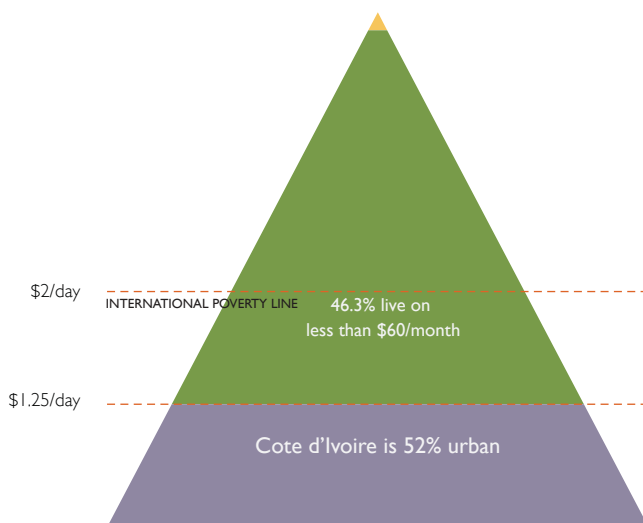 $2/day
INTERNATIONAL POVERTY LINE
46.3% live on
less than $60/month
$1.25/day
Cote d'Ivoire is 52% urban